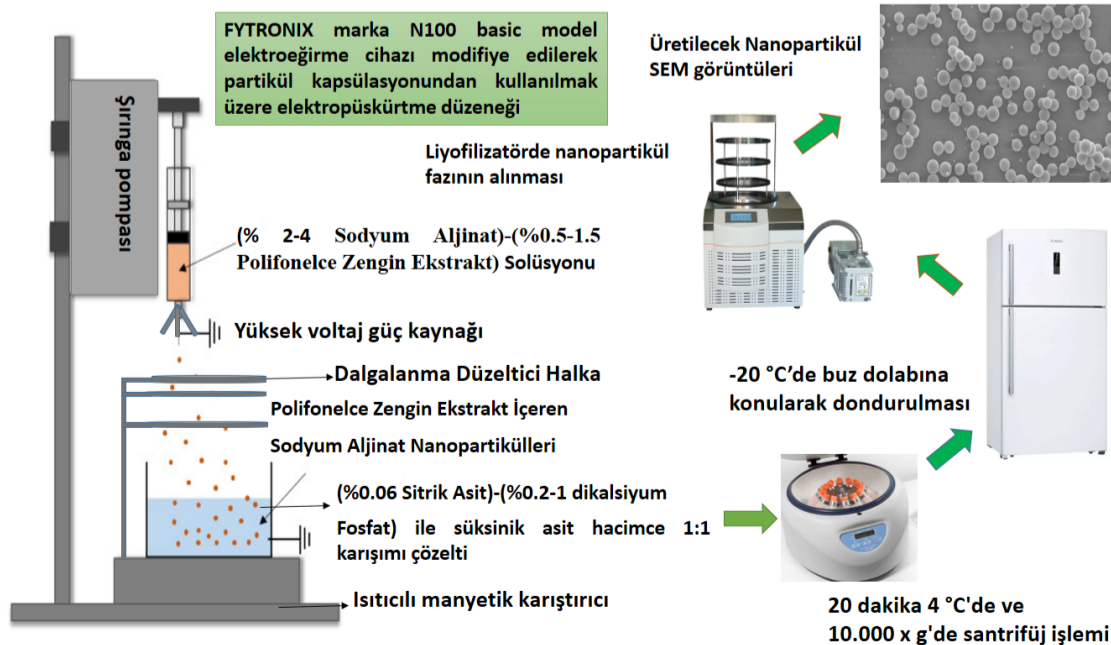 FYTRONIX marka N100 basic model
elektroeğirme cihazı modifiye edilerek
partikül kapsülasyonundan kullanılmak
üzere elektropüskürtme düzeneği
Şırınga pompası
(% 2-4 Sodyum Aljinat)-(%0.5-1.5
Polifonelce Zengin Ekstrakt) Solüsyonu
Yüksek voltaj güç kaynağı
Dalgalanma Düzeltici Halka
Polifonelce Zengin Ekstrakt İçeren
Sodyum Aljinat Nanopartikülleri
(%0.06 Sitrik Asit)-(%0.2-1 dikalsiyum
Fosfat) ile süksinik asit hacimce 1:1
karışımı çözelti
Isıtıcılı manyetik karıştırıcı
20 dakika 4 °C'de ve
10.000 x g'de santrifüj işlemi
-20 °C’de buz dolabına
konularak dondurulması
Liyofilizatörde nanopartikül
fazının alınması
Üretilecek Nanopartikül
SEM görüntüleri